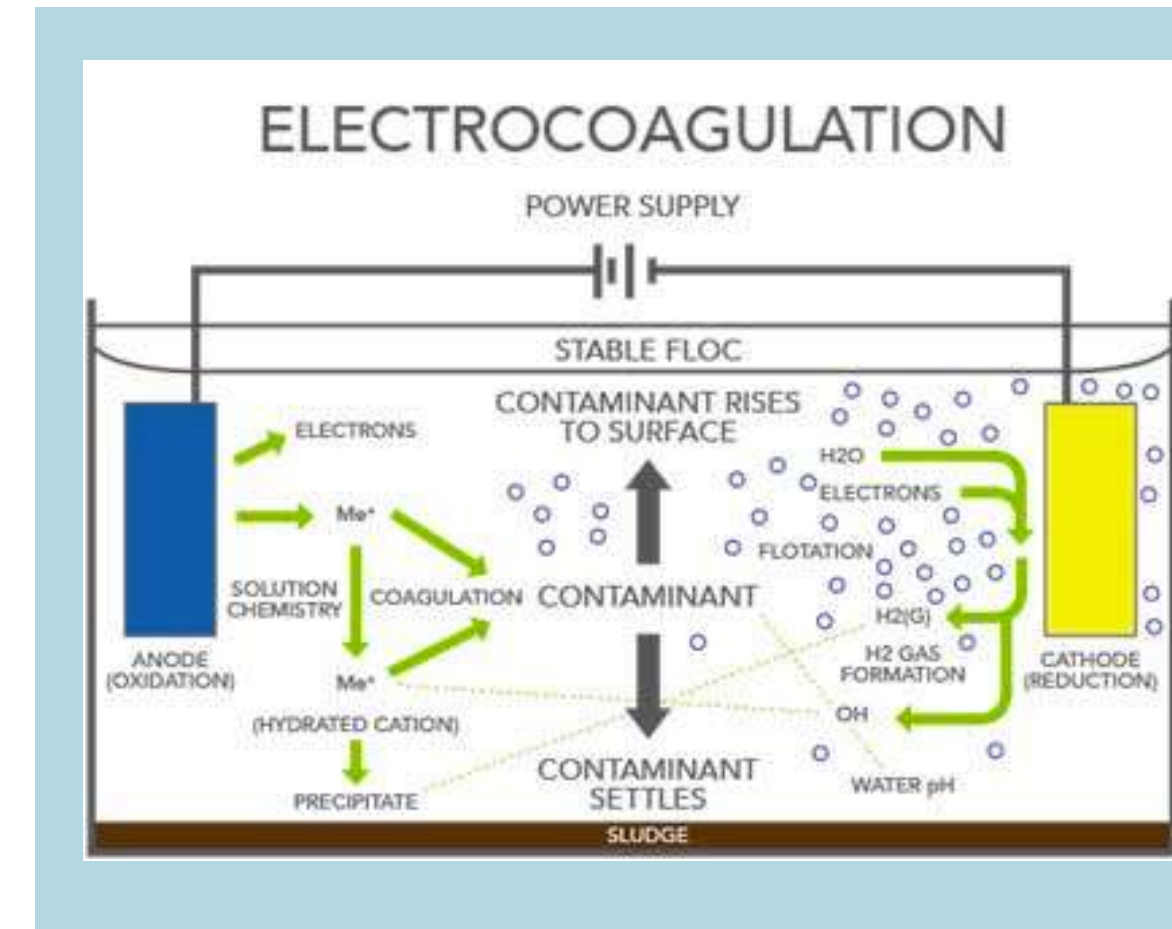 ELECTROCOAGULATION
POWER SUPPLY
STABLE FLOC
CONTAMINANT RISES
TO SURFACE
ELECTRONS
H2O
ELECTRONS
Me⁺
FLOTATION
SOLUTION
CHEMISTRY
COAGULATION
CONTAMINANT
H2(G)
H2 GAS
FORMATION
ANODE
(OXIDATION)
CATHODE
(REDUCTION)
Me⁺
(HYDRATED CATION)
OH
CONTAMINANT
SETTLES
WATER pH
PRECIPITATE
SLUDGE